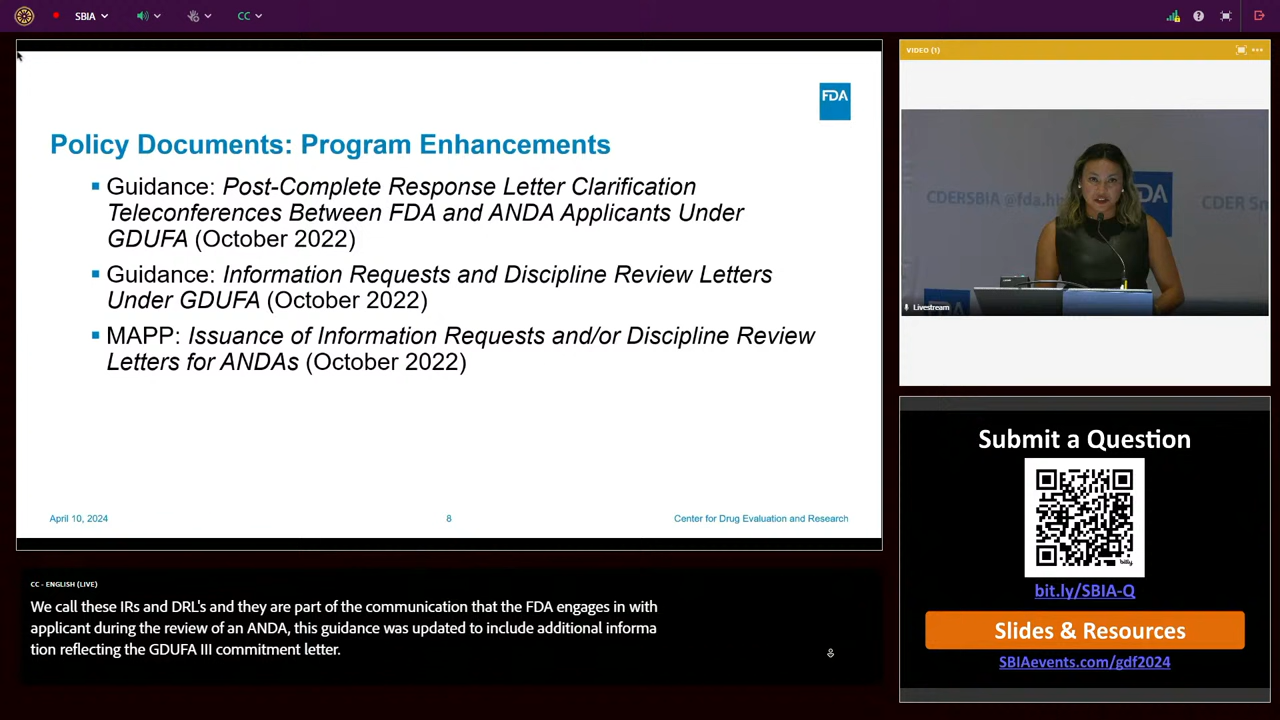 SBIA
CC
FDA
Policy Documents: Program Enhancements
Guidance: Post-Complete Response Letter Clarification
Teleconferences Between FDA and ANDA Applicants Under
GDUFA (October 2022)
Guidance: Information Requests and Discipline Review Letters
Under GDUFA (October 2022)
MAPP: Issuance of Information Requests and/or Discipline Review
Letters for ANDAs (October 2022)
April 10, 2024
8
Center for Drug Evaluation and Research
CC - ENGLISH (LIVE)
We call these IRs and DRL's and they are part of the communication that the FDA engages in with
applicant during the review of an ANDA, this guidance was updated to include additional informa
tion reflecting the GDUFA III commitment letter.
VIDEO (1)
CDERSBIA @fda.h
DA
CDER Sm
Livestream
Submit a Question
bitly
bit.ly/SBIA-Q
Slides & Resources
SBIAevents.com/gdf2024